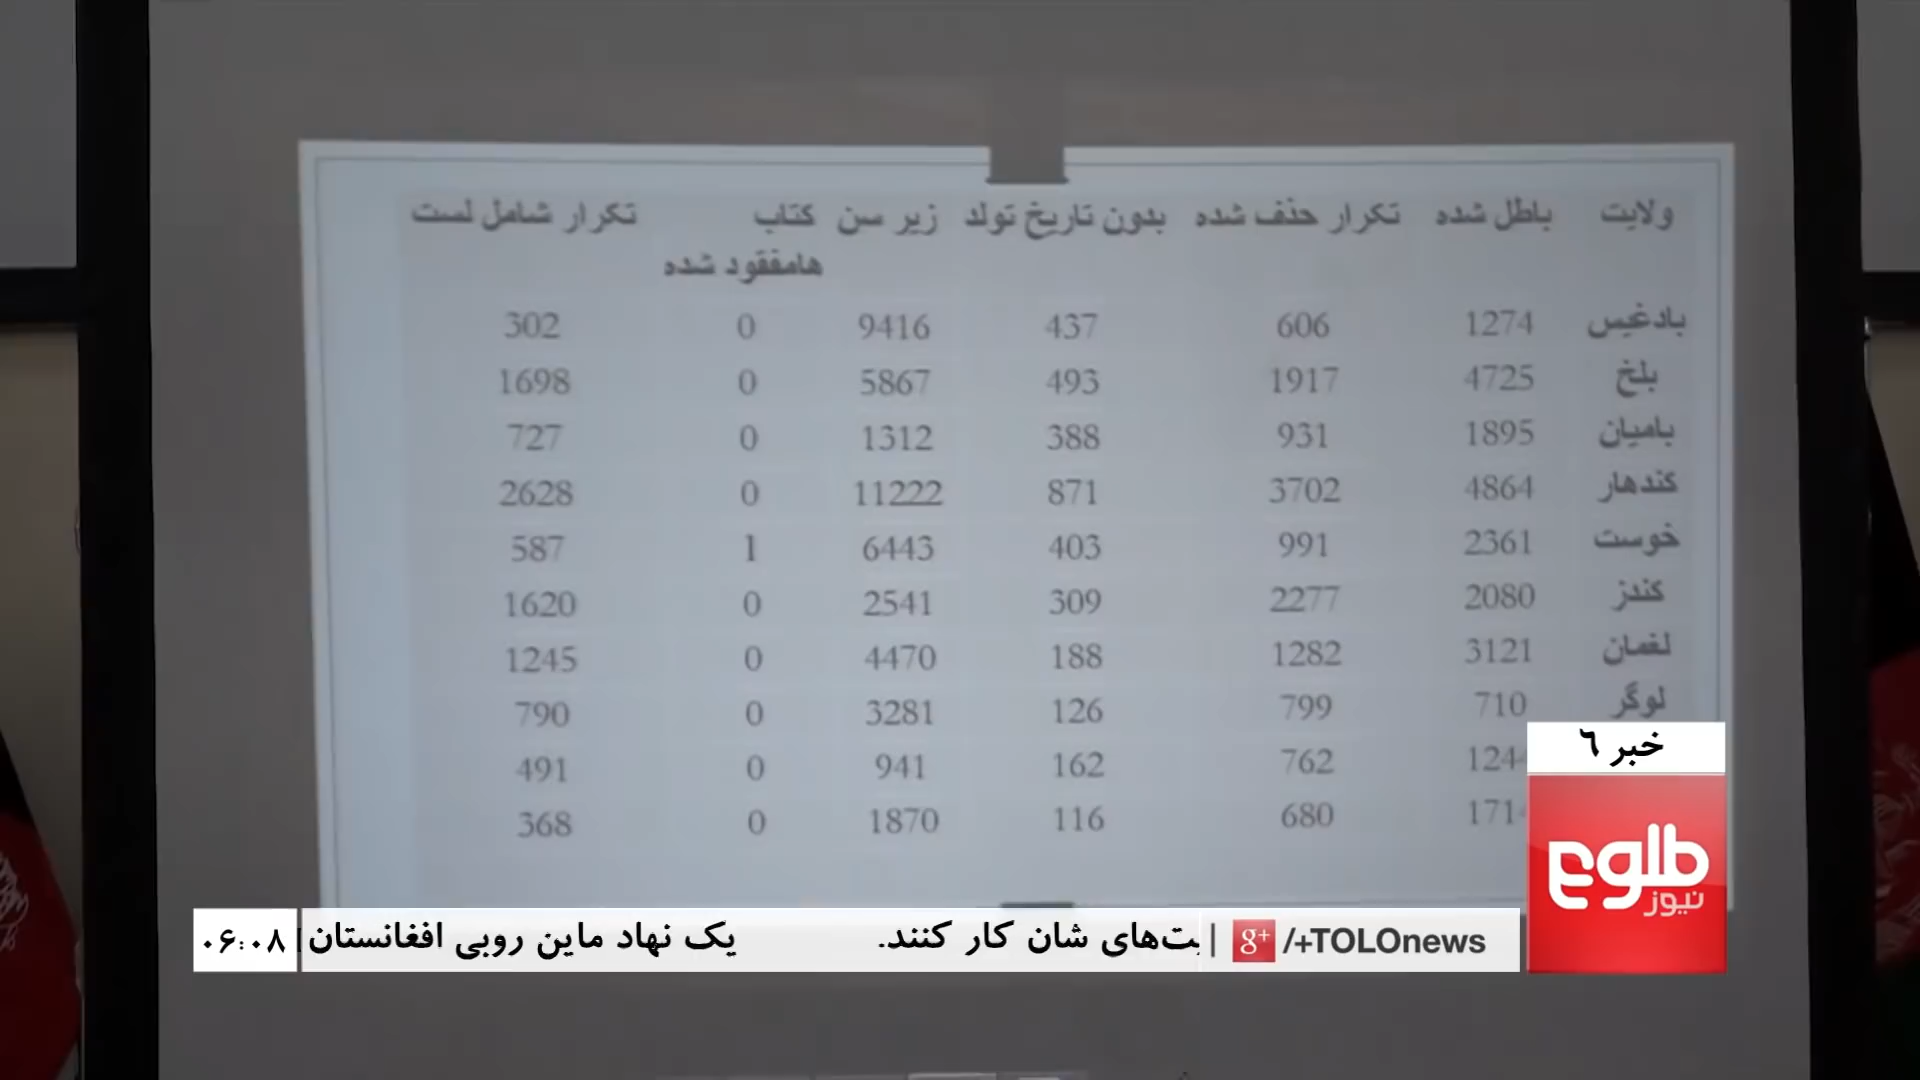 ولایت باطل شده تکرار حذف شده بدون تاریخ تولد زیر سن کتاب تکرار شامل لست
هامفقود شده
بادغیس 1274 606 437 9416 0 302
بلخ 4725 1917 493 5867 0 1698
بامیان 1895 931 388 1312 0 727
کندهار 4864 3702 871 11222 0 2628
خوست 2361 991 403 6443 1 587
کندز 2080 2277 309 2541 0 1620
لغمان 3121 1282 188 4470 0 1245
لوگر 710 799 126 3281 0 790
762 162 941 0 491
680 116 1870 0 368
خبر ٦
طلوع
نیوز
g+ /+TOLOnews | ت‌های شان کار کنند. یک نهاد ماین روبی افغانستان ۰۶:۰۸